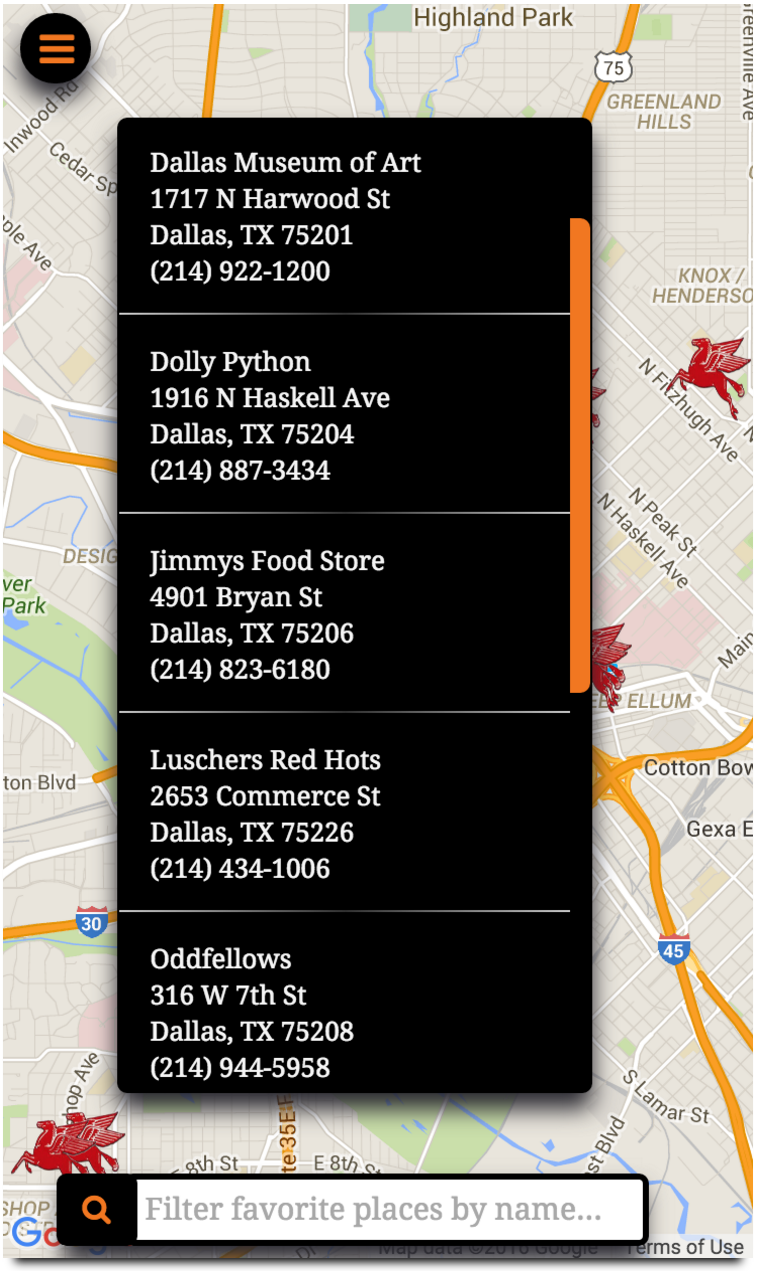 Highland Park
75
GREENLAND
HILLS
Inwood Rd
Cedar Sp
ple Ave
KNOX /
HENDERSO
N Fitzhugh Ave
N Peak St
N Haskell Ave
DESIG
ver
Park
Main
ELLUM
ton Blvd
Cotton Bow
Gexa E
30
45
Dallas Museum of Art
1717 N Harwood St
Dallas, TX 75201
(214) 922-1200
Dolly Python
1916 N Haskell Ave
Dallas, TX 75204
(214) 887-3434
Jimmys Food Store
4901 Bryan St
Dallas, TX 75206
(214) 823-6180
Luschers Red Hots
2653 Commerce St
Dallas, TX 75226
(214) 434-1006
Oddfellows
316 W 7th St
Dallas, TX 75208
(214) 944-5958
hop Ave
S Lamar St
st Blvd
te 35E F
8th St
E 8th St
SHOP
Filter favorite places by name...
Map data ©2016 Google
Terms of Use